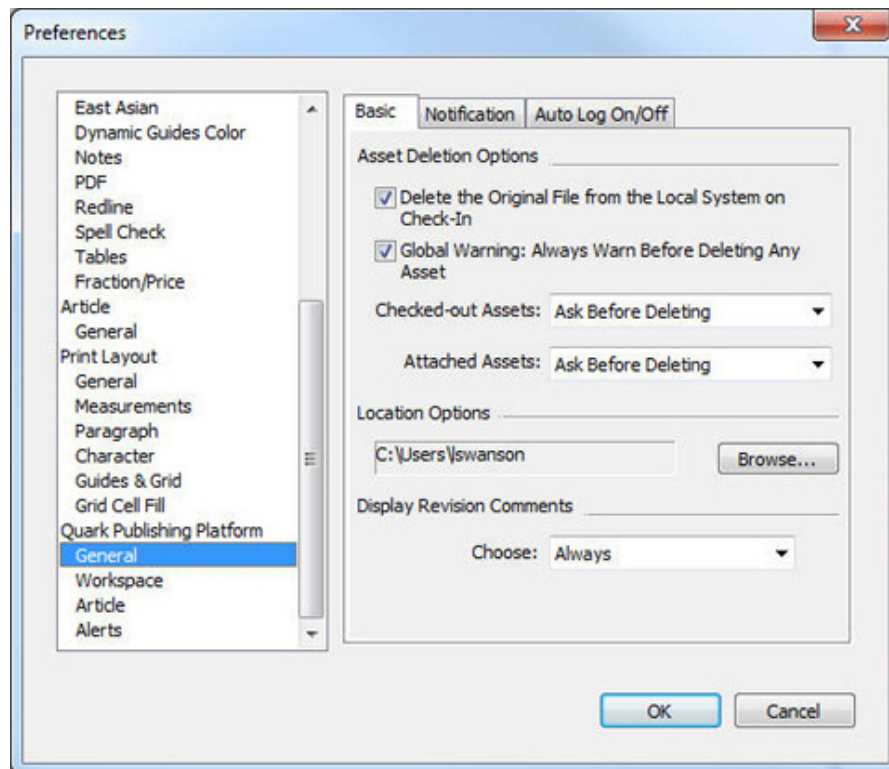 Preferences
East Asian
Dynamic Guides Color
Notes
PDF
Redline
Spell Check
Tables
Fraction/Price
Article
General
Print Layout
General
Measurements
Paragraph
Character
Guides & Grid
Grid Cell Fill
Quark Publishing Platform
General
Workspace
Article
Alerts
Basic Notification Auto Log On/Off
Asset Deletion Options
Delete the Original File from the Local System on
Check-In
Global Warning: Always Warn Before Deleting Any
Asset
Checked-out Assets: Ask Before Deleting
Attached Assets: Ask Before Deleting
Location Options
C:\Users\lswanson Browse...
Display Revision Comments
Choose: Always
OK Cancel